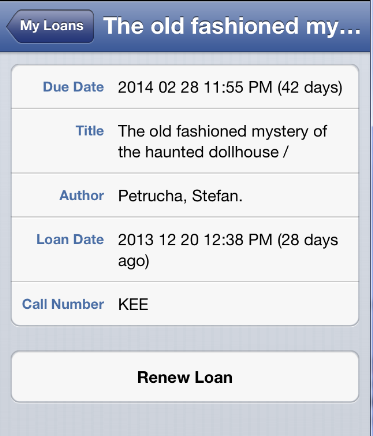 My Loans The old fashioned my...
Due Date 2014 02 28 11:55 PM (42 days)
Title The old fashioned mystery of
the haunted dollhouse /
Author Petrucha, Stefan.
Loan Date 2013 12 20 12:38 PM (28 days
ago)
Call Number KEE
Renew Loan